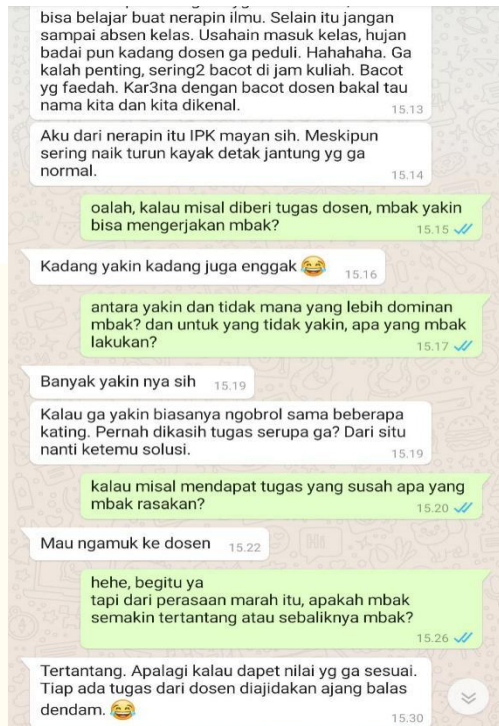 bisa belajar buat nerapin ilmu. Selain itu jangan
sampai absen kelas. Usahain masuk kelas, hujan
badai pun kadang dosen ga peduli. Hahahaha. Ga
kalah penting, sering2 bacot di jam kuliah. Bacot
yg faedah. Kar3na dengan bacot dosen bakal tau
nama kita dan kita dikenal.
15.13
Aku dari nerapin itu IPK mayan sih. Meskipun
sering naik turun kayak detak jantung yg ga
normal.
15.14
oalah, kalau misal diberi tugas dosen, mbak yakin
bisa mengerjakan mbak?
15.15
Kadang yakin kadang juga enggak 😂
15.16
antara yakin dan tidak mana yang lebih dominan
mbak? dan untuk yang tidak yakin, apa yang mbak
lakukan?
15.17
Banyak yakin nya sih
15.19
Kalau ga yakin biasanya ngobrol sama beberapa
kating. Pernah dikasih tugas serupa ga? Dari situ
nanti ketemu solusi.
15.19
kalau misal mendapat tugas yang susah apa yang
mbak rasakan?
15.20
Mau ngamuk ke dosen
15.22
hehe, begitu ya
tapi dari perasaan marah itu, apakah mbak
semakin tertantang atau sebaliknya mbak?
15.26
Tertantang. Apalagi kalau dapet nilai yg ga sesuai.
Tiap ada tugas dari dosen diajidakan ajang balas
dendam. 😂
15.30